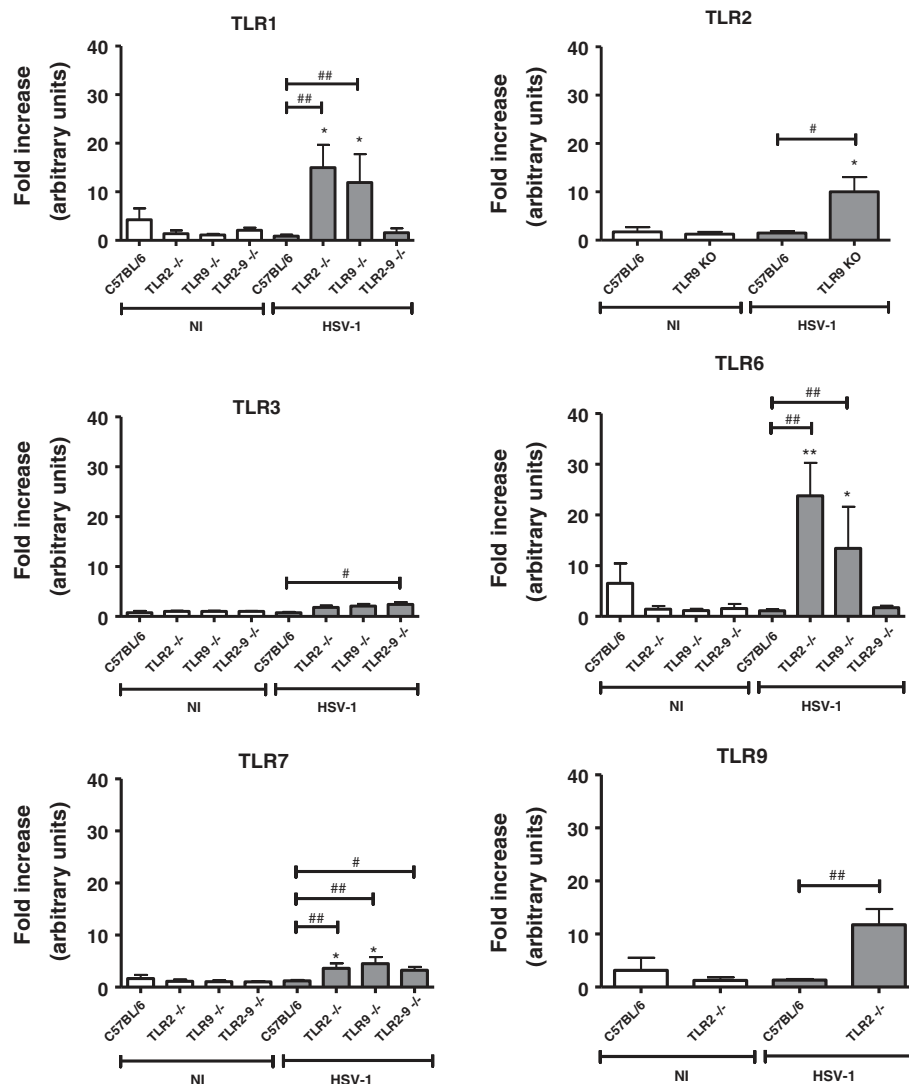 TLR1
Fold increase
(arbitrary units)
40
30
20
10
0
##
##
*
*
C57BL/6
TLR2 -/-
TLR9 -/-
TLR2-9 -/-
C57BL/6
TLR2 -/-
TLR9 -/-
TLR2-9 -/-
NI
HSV-1
TLR2
Fold increase
(arbitrary units)
40
30
20
10
0
#
*
C57BL/6
TLR9 KO
C57BL/6
TLR9 KO
NI
HSV-1
TLR3
Fold increase
(arbitrary units)
40
30
20
10
0
#
C57BL/6
TLR2 -/-
TLR9 -/-
TLR2-9 -/-
C57BL/6
TLR2 -/-
TLR9 -/-
TLR2-9 -/-
NI
HSV-1
TLR6
Fold increase
(arbitrary units)
40
30
20
10
0
##
##
**
*
C57BL/6
TLR2 -/-
TLR9 -/-
TLR2-9 -/-
C57BL/6
TLR2 -/-
TLR9 -/-
TLR2-9 -/-
NI
HSV-1
TLR7
Fold increase
(arbitrary units)
40
30
20
10
0
#
##
##
*
*
C57BL/6
TLR2 -/-
TLR9 -/-
TLR2-9 -/-
C57BL/6
TLR2 -/-
TLR9 -/-
TLR2-9 -/-
NI
HSV-1
TLR9
Fold increase
(arbitrary units)
40
30
20
10
0
##
C57BL/6
TLR2 -/-
C57BL/6
TLR2 -/-
NI
HSV-1